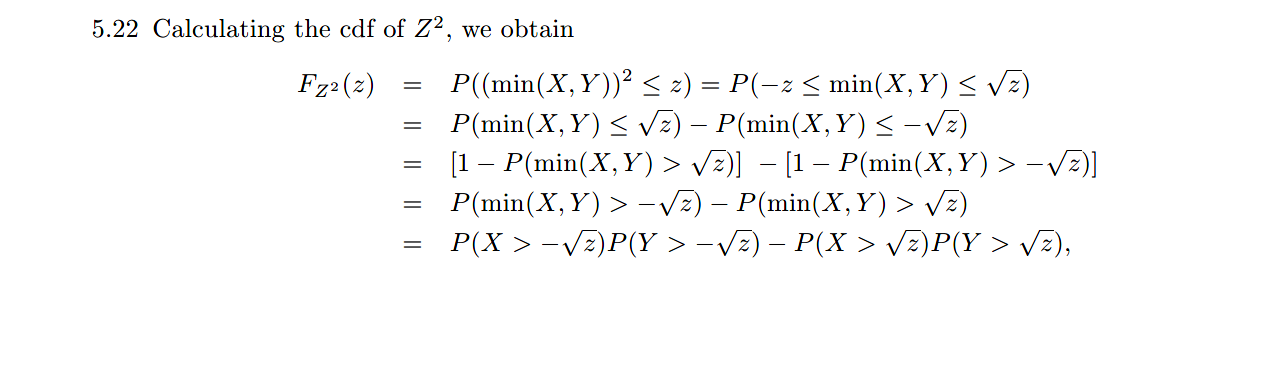 5.22 Calculating the cdf of Z², we obtain
F_{Z²}(z) = P((min(X, Y))² ≤ z) = P(−z ≤ min(X, Y) ≤ √z)
= P(min(X, Y) ≤ √z) − P(min(X, Y) ≤ −√z)
= [1 − P(min(X, Y) > √z)] − [1 − P(min(X, Y) > −√z)]
= P(min(X, Y) > −√z) − P(min(X, Y) > √z)
= P(X > −√z)P(Y > −√z) − P(X > √z)P(Y > √z),